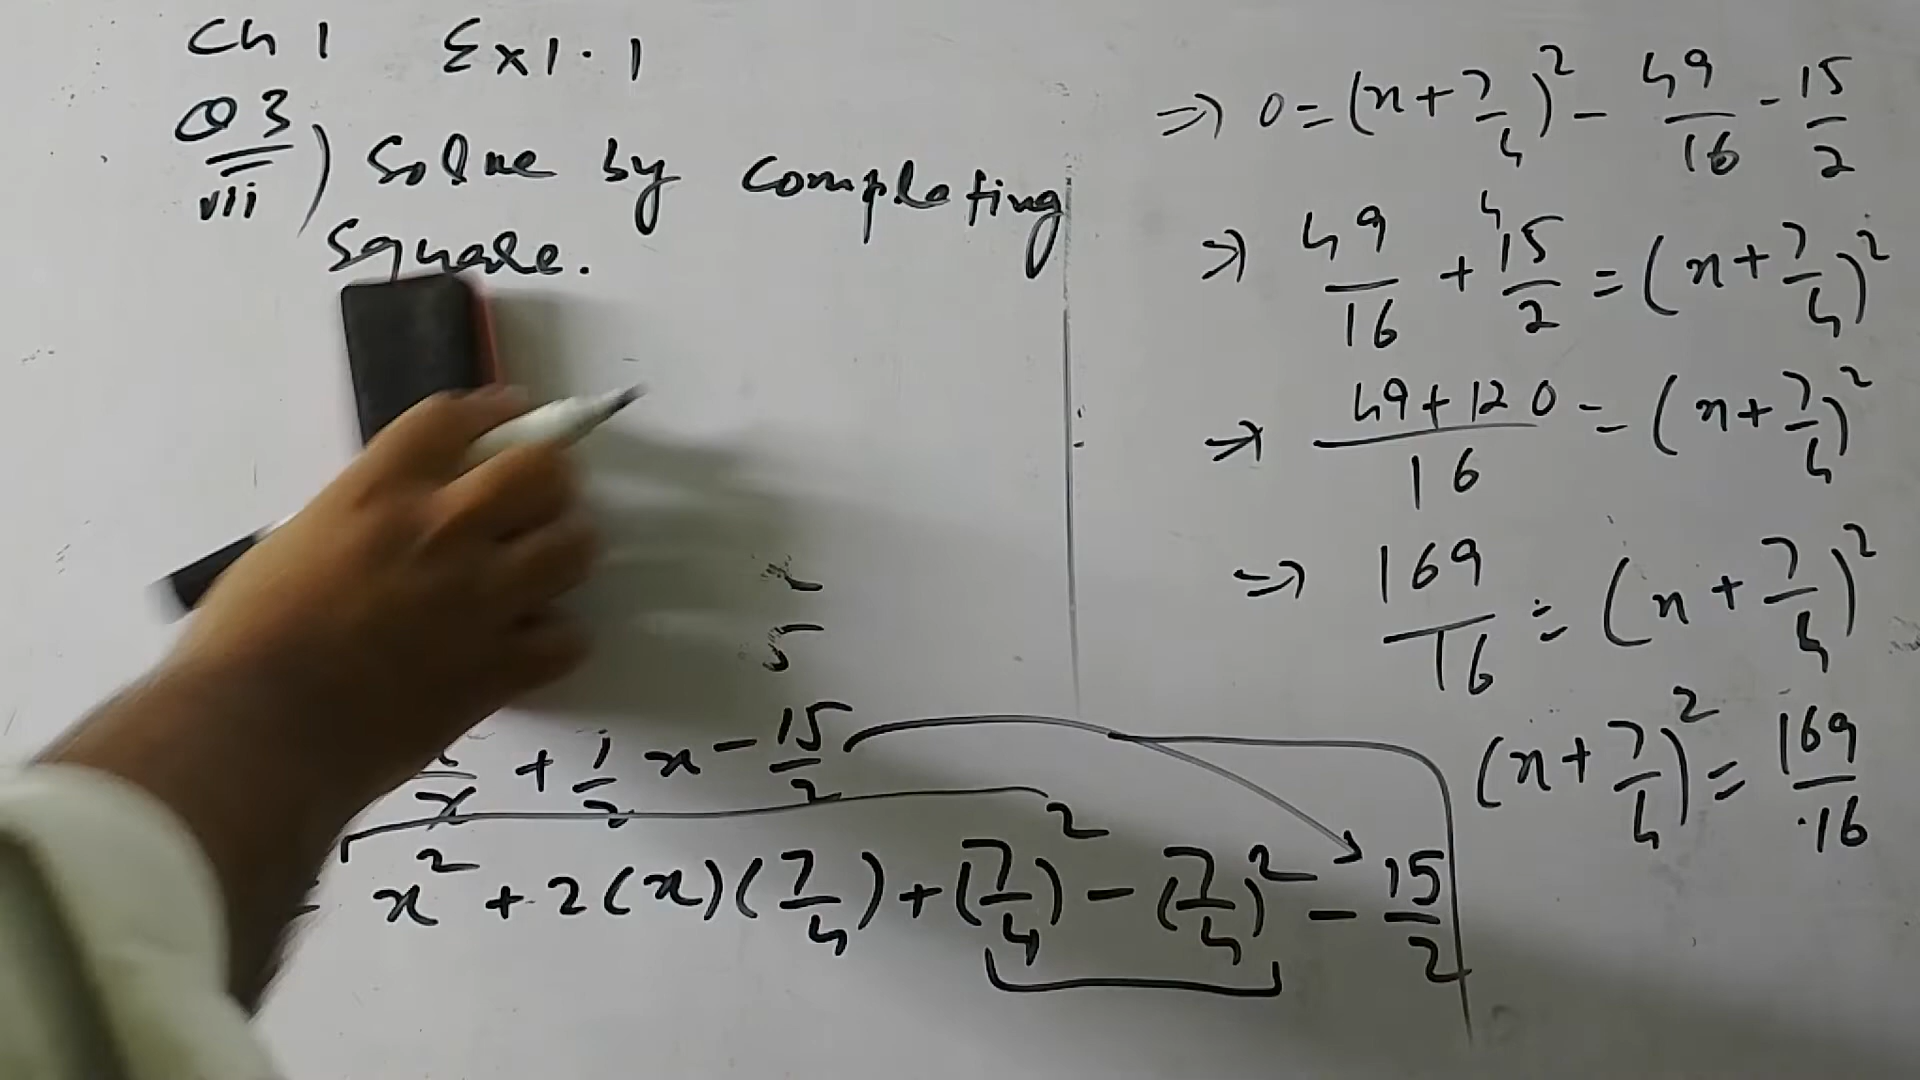 Ch 1 Ex 1.1
Q 3
vii) Solve by completing
square.
+ 7/2 x - 15/2
= x² + 2(x)(7/4) + (7/4)² - (7/4)² - 15/2
=> 0 = (x + 7/4)² - 49/16 - 15/2
=> 49/16 + 15/2 = (x + 7/4)²
=> 49+120/16 = (x + 7/4)²
=> 169/16 = (x + 7/4)²
(x + 7/4)² = 169/16